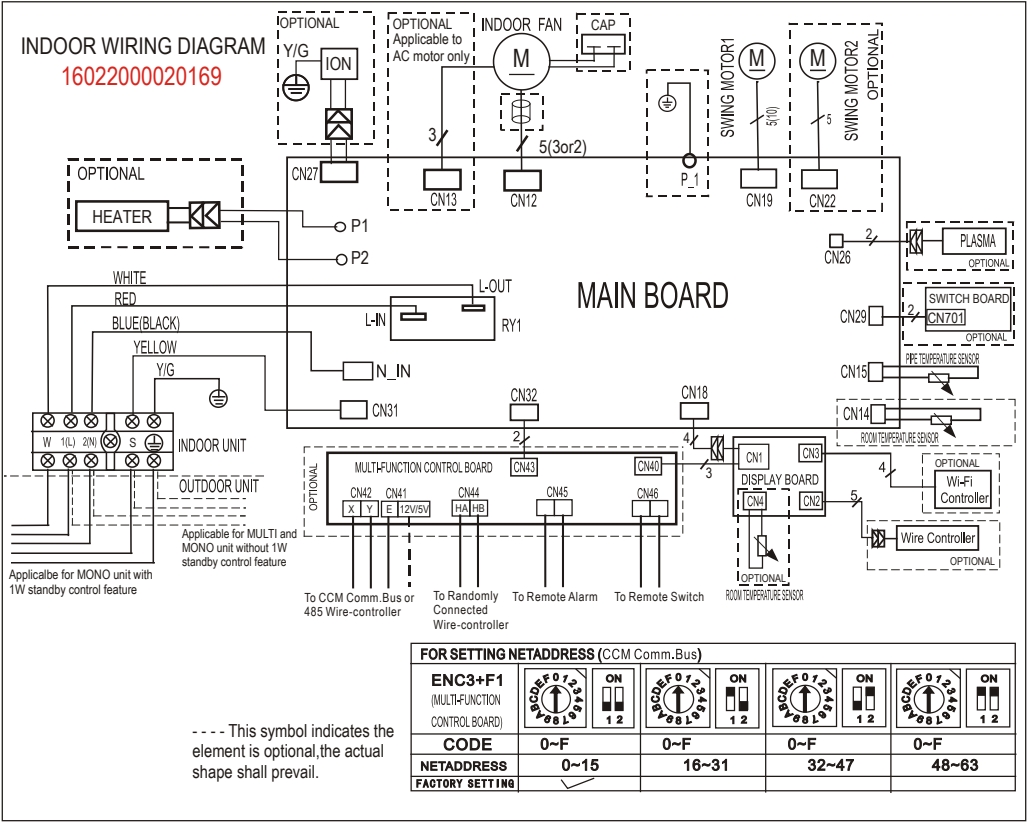 INDOOR WIRING DIAGRAM
16022000020169
OPTIONAL
Y/G
ION
CN27
OPTIONAL
Applicable to
AC motor only
3
CN13
INDOOR FAN
M
CAP
5(3or2)
CN12
P_1
SWING MOTOR1
M
5(10)
CN19
M
5
SWING MOTOR2
OPTIONAL
CN22
OPTIONAL
HEATER
P1
P2
MAIN BOARD
CN26
2
PLASMA
OPTIONAL
CN29
2
SWITCH BOARD
CN701
OPTIONAL
CN15
PIPE TEMPERATURE SENSOR
CN14
ROOM TEMPERATURE SENSOR
WHITE
RED
BLUE(BLACK)
YELLOW
Y/G
L-OUT
L-IN
RY1
N_IN
CN31
CN32
2
CN18
4
W
1(L)
2(N)
S
INDOOR UNIT
OUTDOOR UNIT
Applicable for MULTI and
MONO unit without 1W
standby control feature
Applicalbe for MONO unit with
1W standby control feature
OPTIONAL
MULTI-FUNCTION CONTROL BOARD
CN43
CN40
3
CN42
X
Y
CN41
E
12V/5V
CN44
HA
HB
CN45
CN46
To CCM Comm.Bus or
485 Wire-controller
To Randomly
Connected
Wire-controller
To Remote Alarm
To Remote Switch
CN1
CN3
DISPLAY BOARD
CN4
CN2
OPTIONAL
ROOM TEMPERATURE SENSOR
4
OPTIONAL
Wi-Fi
Controller
5
Wire Controller
OPTIONAL
- - - - This symbol indicates the
element is optional,the actual
shape shall prevail.
FOR SETTING NETADDRESS (CCM Comm.Bus)
ENC3+F1
(MULTI-FUNCTION
CONTROL BOARD)
0123456789ABCDEF
ON
1 2
0123456789ABCDEF
ON
1 2
0123456789ABCDEF
ON
1 2
0123456789ABCDEF
ON
1 2
CODE 0~F 0~F 0~F 0~F
NETADDRESS 0~15 16~31 32~47 48~63
FACTORY SETTING